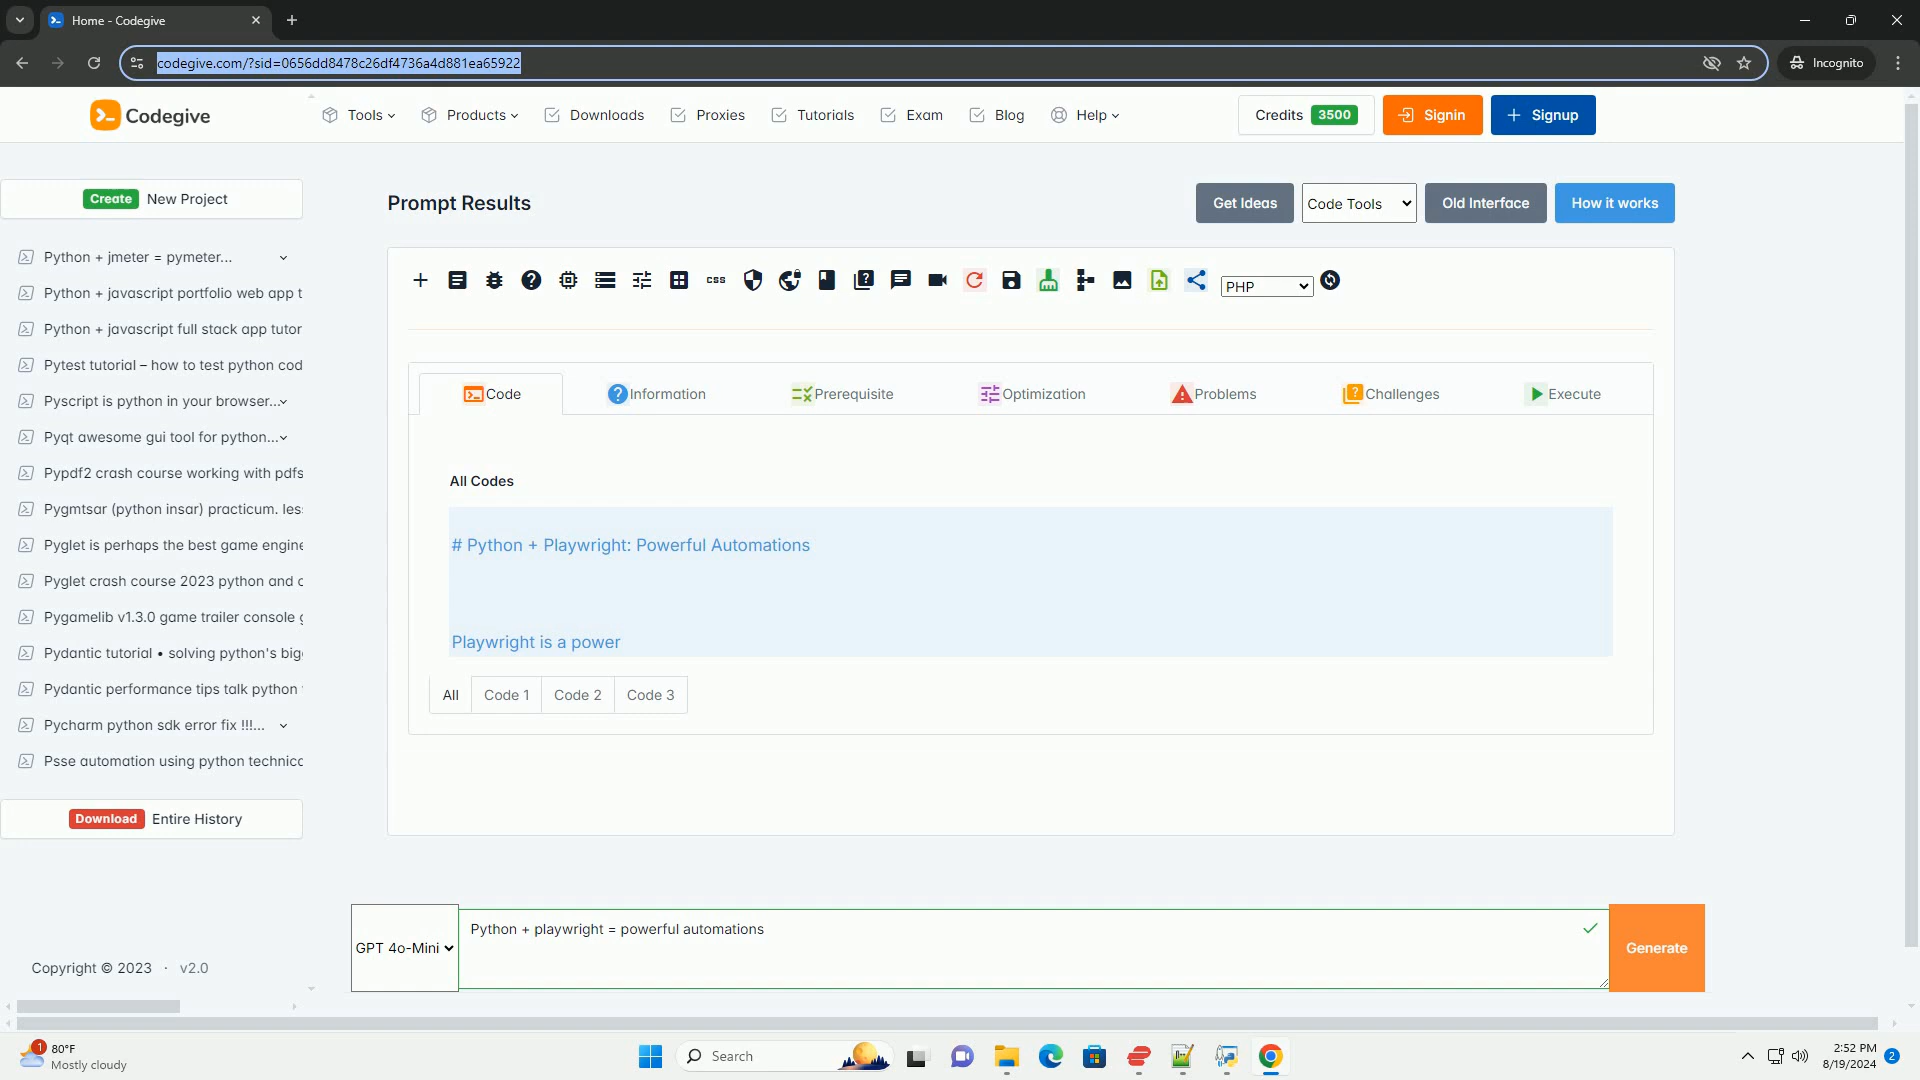 Home - Codegive
codegive.com/?sid=0656dd8478c26df4736a4d881ea65922
Incognito
Codegive
Tools
Products
Downloads
Proxies
Tutorials
Exam
Blog
Help
Credits 3500
Signin
Signup
Create New Project
Python + jmeter = pymeter...
Python + javascript portfolio web app t
Python + javascript full stack app tutor
Pytest tutorial – how to test python cod
Pyscript is python in your browser...
Pyqt awesome gui tool for python...
Pypdf2 crash course working with pdfs
Pygmtsar (python insar) practicum. les
Pyglet is perhaps the best game engine
Pyglet crash course 2023 python and c
Pygamelib v1.3.0 game trailer console g
Pydantic tutorial • solving python's big
Pydantic performance tips talk python
Pycharm python sdk error fix !!!...
Psse automation using python technic
Download Entire History
Copyright © 2023 · v2.0
Prompt Results
Get Ideas
Code Tools
Old Interface
How it works
CSS
PHP
Code
Information
Prerequisite
Optimization
Problems
Challenges
Execute
All Codes
# Python + Playwright: Powerful Automations
Playwright is a power
All
Code 1
Code 2
Code 3
GPT 4o-Mini
Python + playwright = powerful automations
Generate
1
80°F
Mostly cloudy
Search
2:52 PM
8/19/2024
2